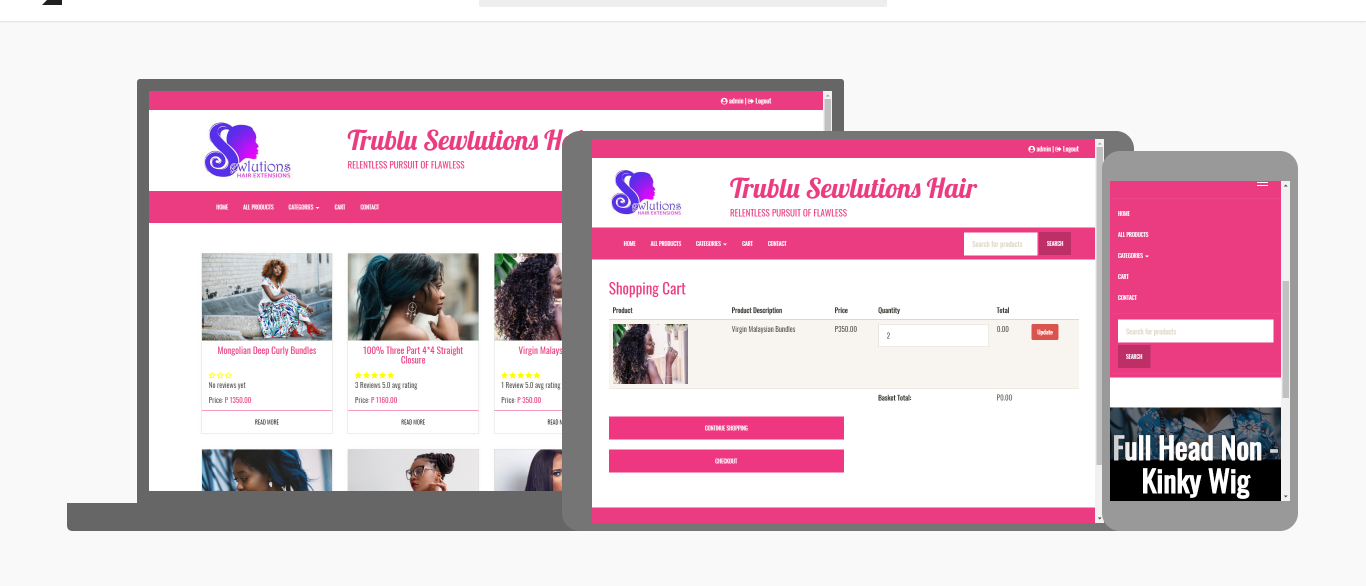 admin | Logout
Sewlutions
HAIR EXTENSIONS
Trublu Sewlutions Ha
RELENTLESS PURSUIT OF FLAWLESS
HOME ALL PRODUCTS CATEGORIES CART CONTACT
Mongolian Deep Curly Bundles
No reviews yet
Price: P 1350.00
READ MORE
100% Three Part 4*4 Straight
Closure
3 Reviews 5.0 avg rating
Price: P 1160.00
READ MORE
Virgin Malays
1 Review 5.0 avg rating
Price: P 350.00
READ M
admin | Logout
Sewlutions
HAIR EXTENSIONS
Trublu Sewlutions Hair
RELENTLESS PURSUIT OF FLAWLESS
HOME ALL PRODUCTS CATEGORIES CART CONTACT Search for products SEARCH
Shopping Cart
Product Product Description Price Quantity Total
Virgin Malaysian Bundles P350.00 2 0.00 Update
Basket Total: P0.00
CONTINUE SHOPPING
CHECKOUT
HOME
ALL PRODUCTS
CATEGORIES
CART
CONTACT
Search for products
SEARCH
Full Head Non -
Kinky Wig